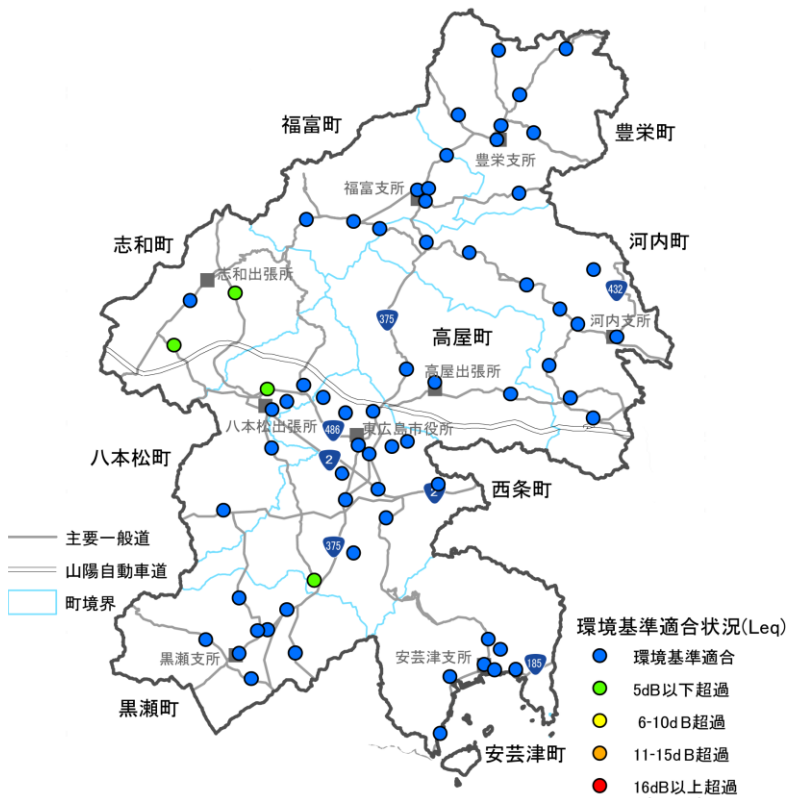 福富町
豊栄町
豊栄支所
福富支所
志和町
河内町
志和出張所
432
375
河内支所
高屋町
高屋出張所
八本松出張所
486
東広島市役所
八本松町
2
2
西条町
主要一般道
375
山陽自動車道
町境界
環境基準適合状況(Leq)
黒瀬支所
安芸津支所
185
環境基準適合
5dB以下超過
黒瀬町
6-10dB超過
安芸津町
11-15dB超過
16dB以上超過